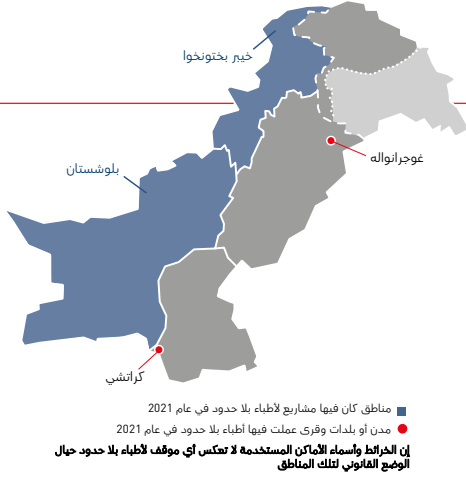 خيبر بختونخوا
غوجرانواله
بلوشستان
كراتشي
مناطق كان فيها مشاريع لأطباء بلا حدود في عام 2021
مدن أو بلدات وقرى عملت فيها أطباء بلا حدود في عام 2021
إن الخرائط وأسماء الأماكن المستخدمة لا تعكس أي موقف لأطباء بلا حدود حيال
الوضع القانوني لتلك المناطق